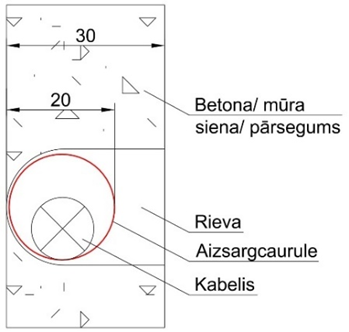 30
20
Betona/ mūra
siena/ pārsegums
Rieva
Aizsargcaurule
Kabelis